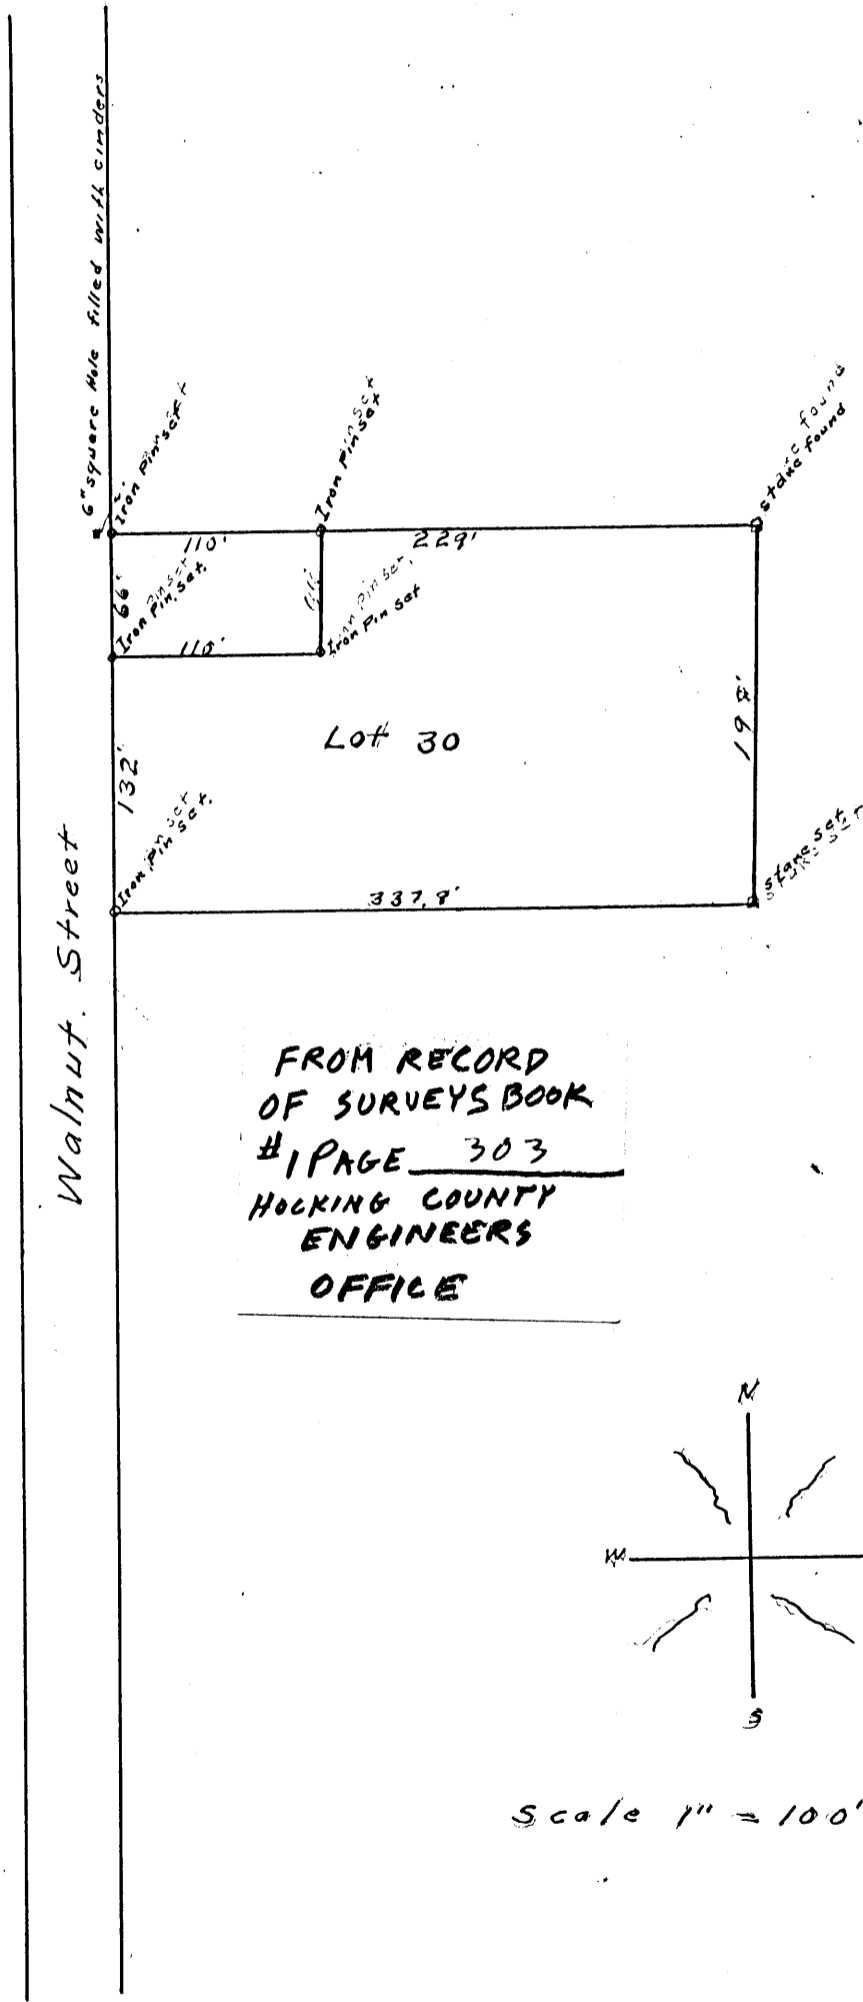 6" square Hole filled with cinders
Iron Pin set
Iron Pin set
stake found
110'
229'
66'
Iron Pin set.
66'
Iron Pin set
110'
Lot 30
198'
132'
Iron Pin set.
stake set
337.8'
Walnut Street
FROM RECORD
OF SURVEYS BOOK
#1 PAGE 303
HOCKING COUNTY
ENGINEERS
OFFICE
N
W
S
Scale 1" = 100'